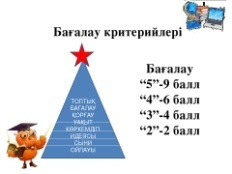 Бағалау критерийлері
ТОПТЫҚ
БАҒАЛАУ
ҚОРҒАУ
УАҚЫТ
КӨРКЕМДІГІ
ИДЕЯСЫ
СЫНИ
ОЙЛАУЫ
Бағалау
“5”-9 балл
“4”-6 балл
“3”-4 балл
“2”-2 балл